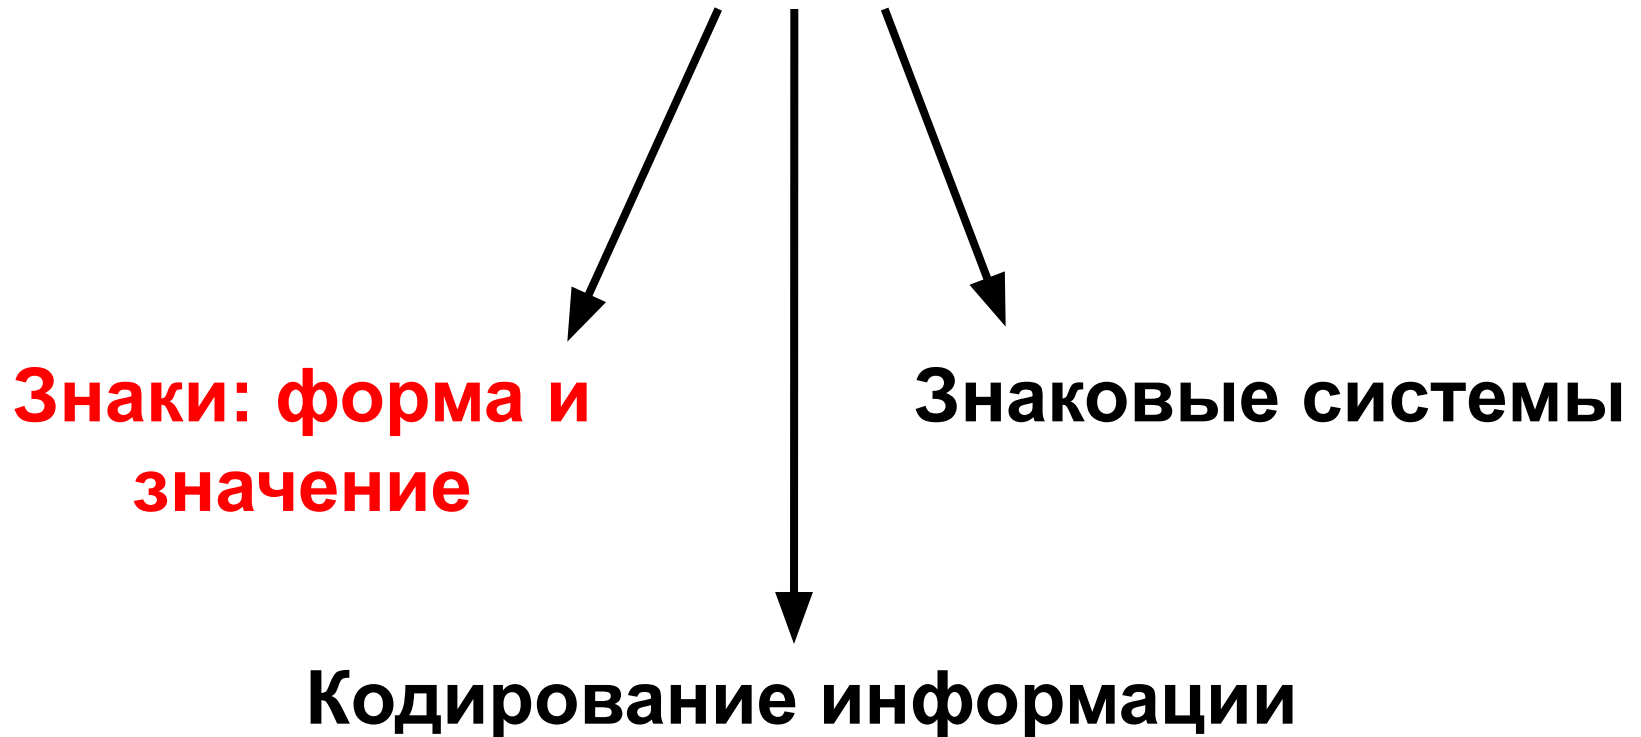 Знаки: форма и
значение
Знаковые системы
Кодирование информации